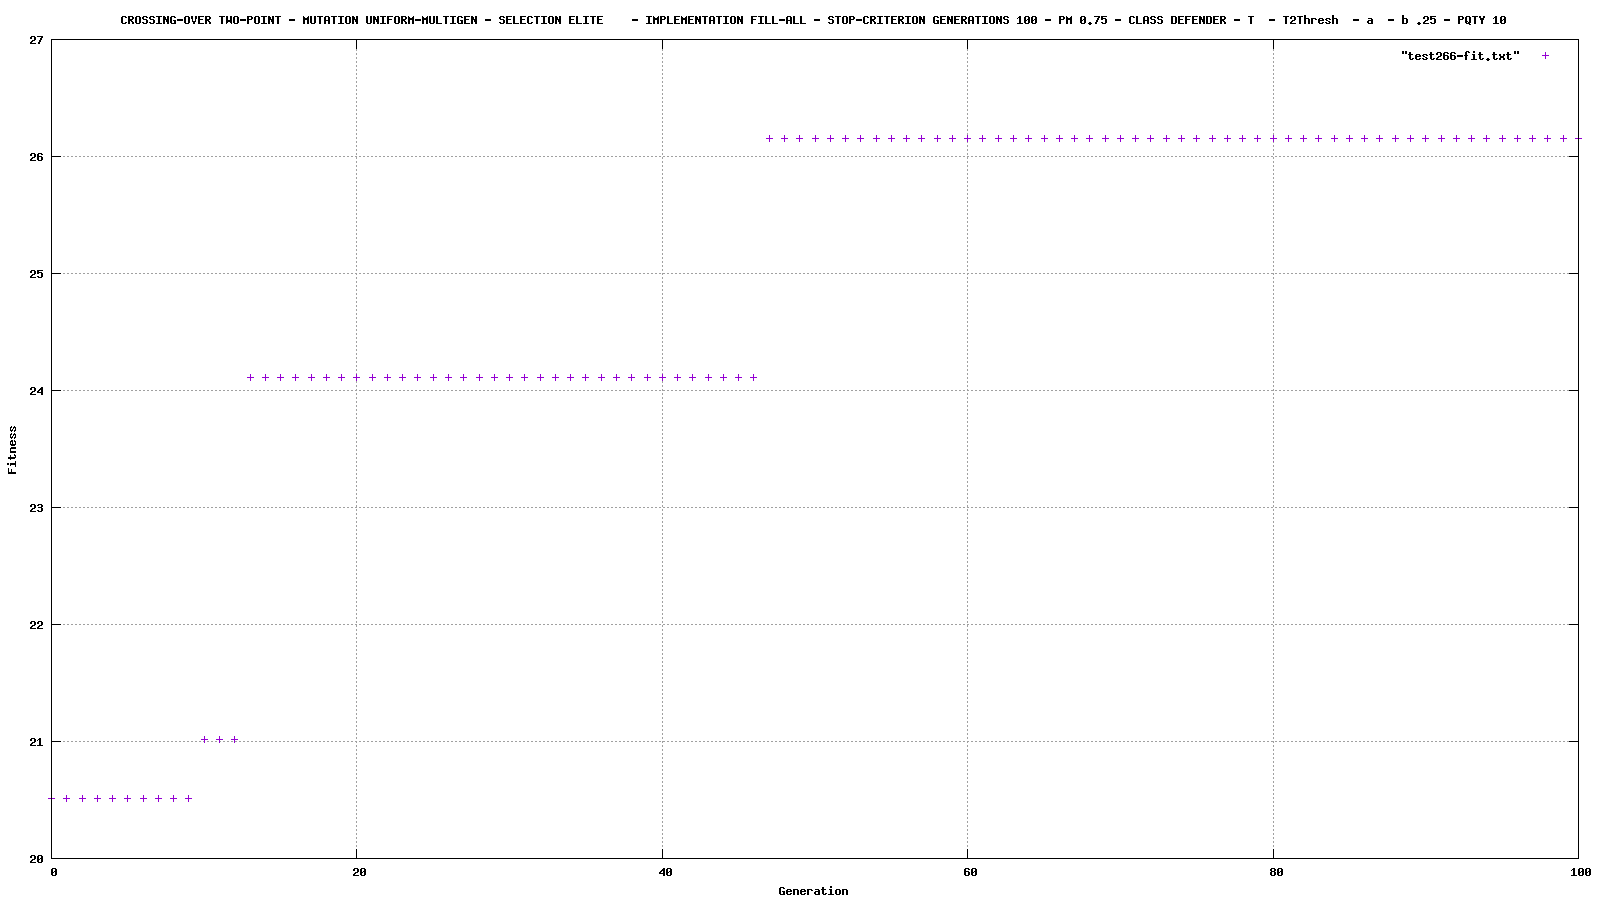 CROSSING-OVER TWO-POINT - MUTATION UNIFORM-MULTIGEN - SELECTION ELITE    - IMPLEMENTATION FILL-ALL - STOP-CRITERION GENERATIONS 100 - PM 0.75 - CLASS DEFENDER - T  - T2Thresh  - a  - b .25 - PQTY 10
"test266-fit.txt"
27
26
25
24
23
22
21
20
Fitness
0 20 40 60 80 100
Generation